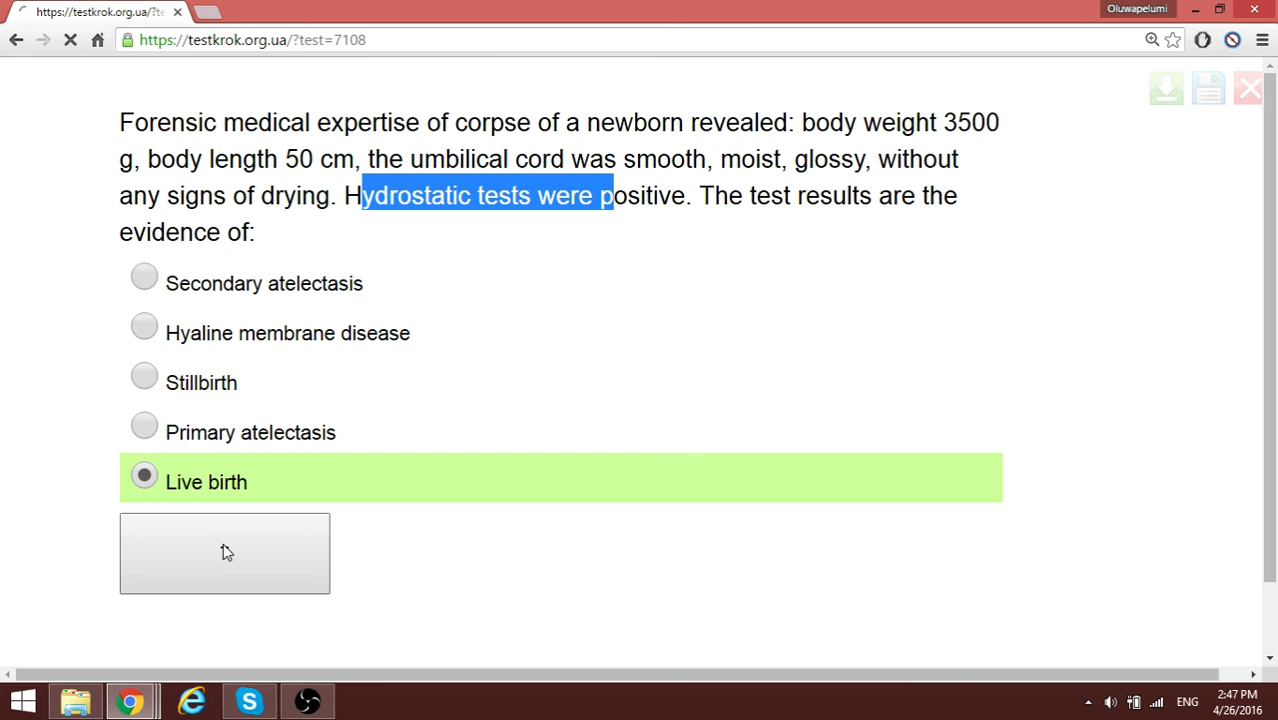 https://testkrok.org.ua/?te
Oluwapelumi
https://testkrok.org.ua/?test=7108
Forensic medical expertise of corpse of a newborn revealed: body weight 3500
g, body length 50 cm, the umbilical cord was smooth, moist, glossy, without
any signs of drying. Hydrostatic tests were positive. The test results are the
evidence of:
Secondary atelectasis
Hyaline membrane disease
Stillbirth
Primary atelectasis
Live birth
ENG
2:47 PM
4/26/2016